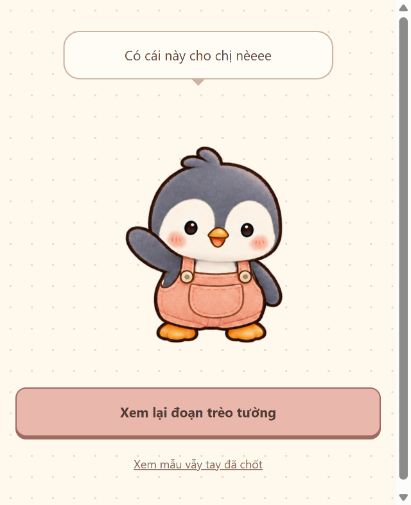 Có cái này cho chị nèeee
Xem lại đoạn trèo tường
Xem mẫu vẫy tay đã chốt